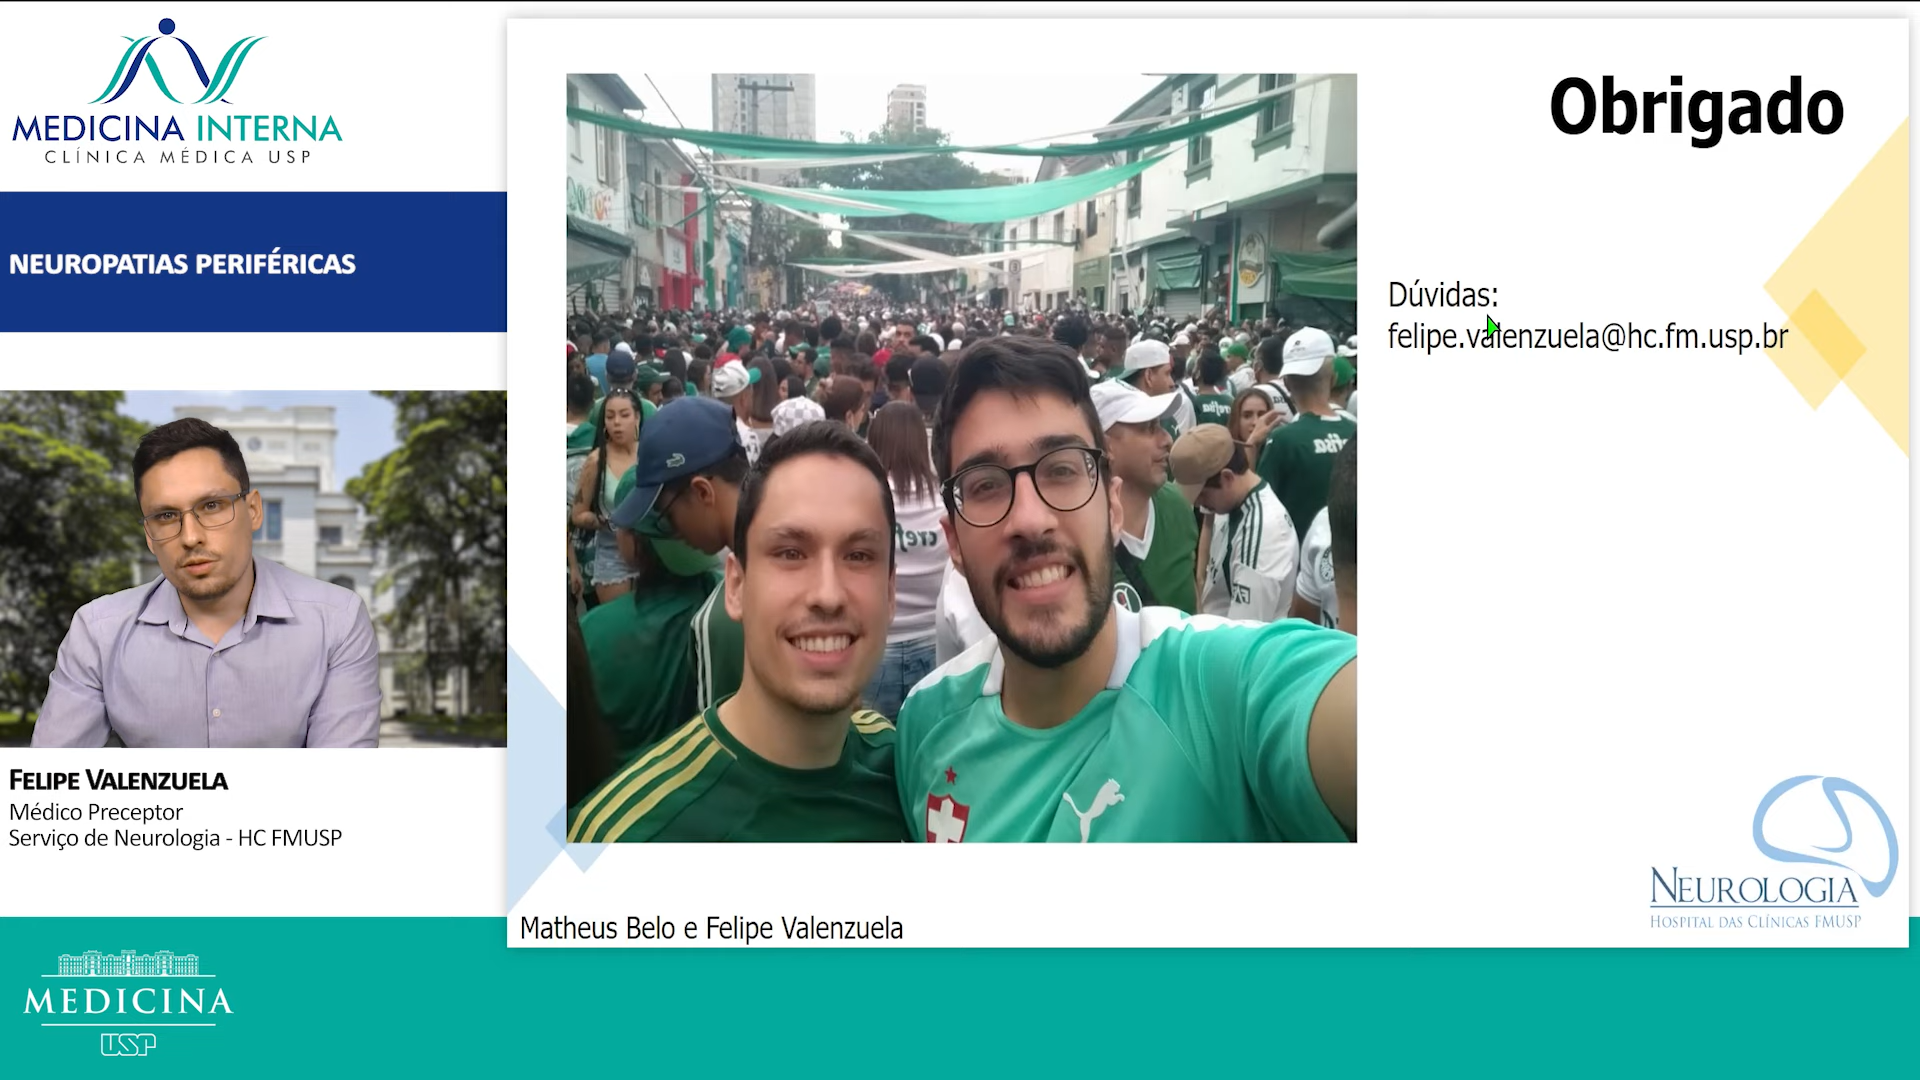 MEDICINA INTERNA
CLÍNICA MÉDICA USP
NEUROPATIAS PERIFÉRICAS
FELIPE VALENZUELA
Médico Preceptor
Serviço de Neurologia - HC FMUSP
MEDICINA
USP
Obrigado
Dúvidas:
felipe.valenzuela@hc.fm.usp.br
crefisa
Matheus Belo e Felipe Valenzuela
NEUROLOGIA
HOSPITAL DAS CLÍNICAS FMUSP